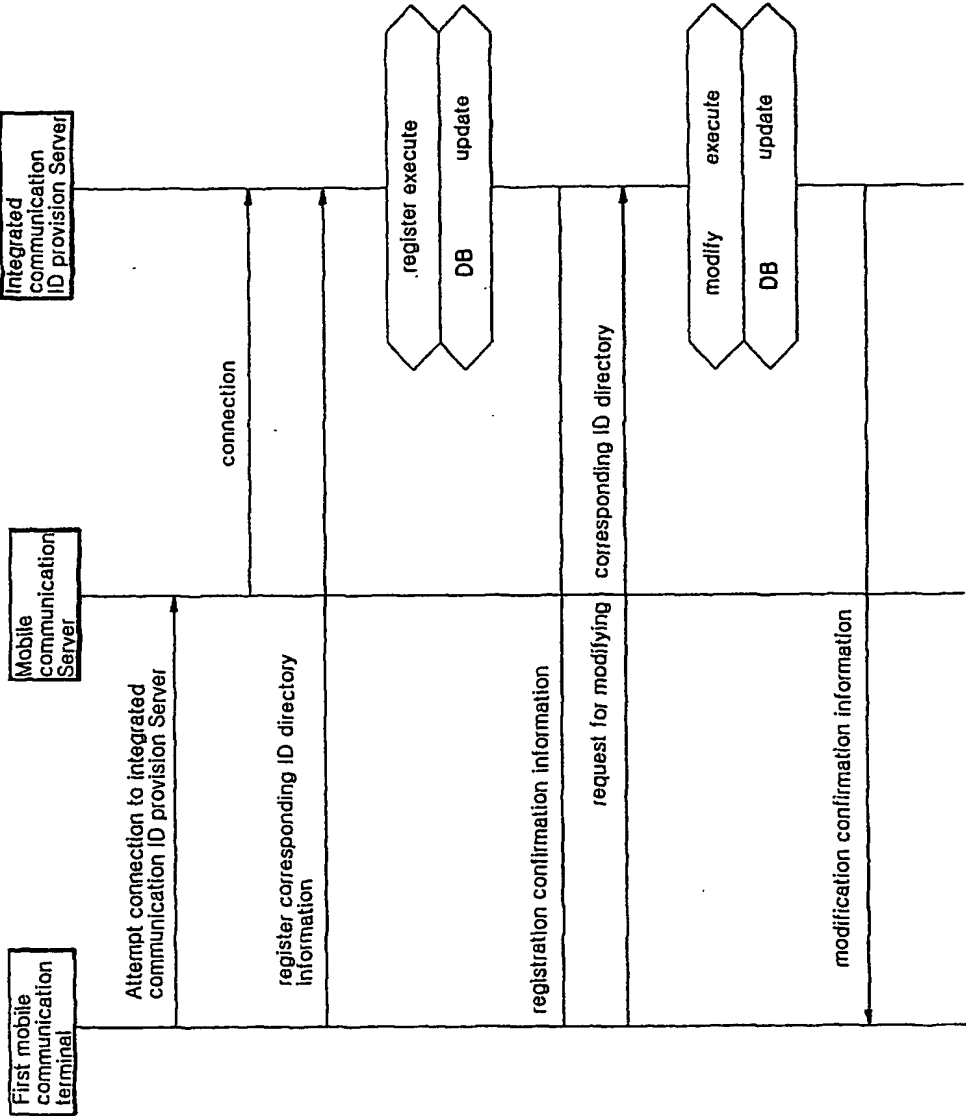 First mobile
communication
terminal
Mobile
communication
Server
Integrated
communication
ID provision Server
Attempt connection to integrated
communication ID provision Server
connection
register corresponding ID directory
information
register execute
DB update
registration confirmation information
request for modifying corresponding ID directory
modify execute
DB update
modification confirmation information